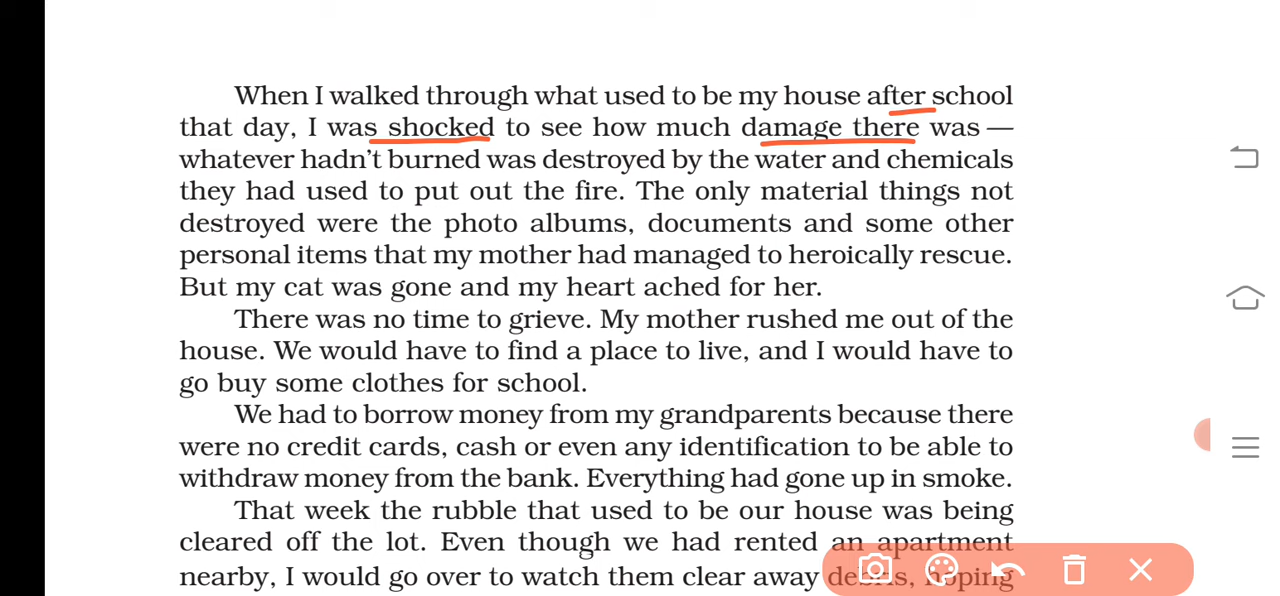 When I walked through what used to be my house after school
that day, I was shocked to see how much damage there was —
whatever hadn't burned was destroyed by the water and chemicals
they had used to put out the fire. The only material things not
destroyed were the photo albums, documents and some other
personal items that my mother had managed to heroically rescue.
But my cat was gone and my heart ached for her.
There was no time to grieve. My mother rushed me out of the
house. We would have to find a place to live, and I would have to
go buy some clothes for school.
We had to borrow money from my grandparents because there
were no credit cards, cash or even any identification to be able to
withdraw money from the bank. Everything had gone up in smoke.
That week the rubble that used to be our house was being
cleared off the lot. Even though we had rented an apartment
nearby, I would go over to watch them clear away debris, hoping